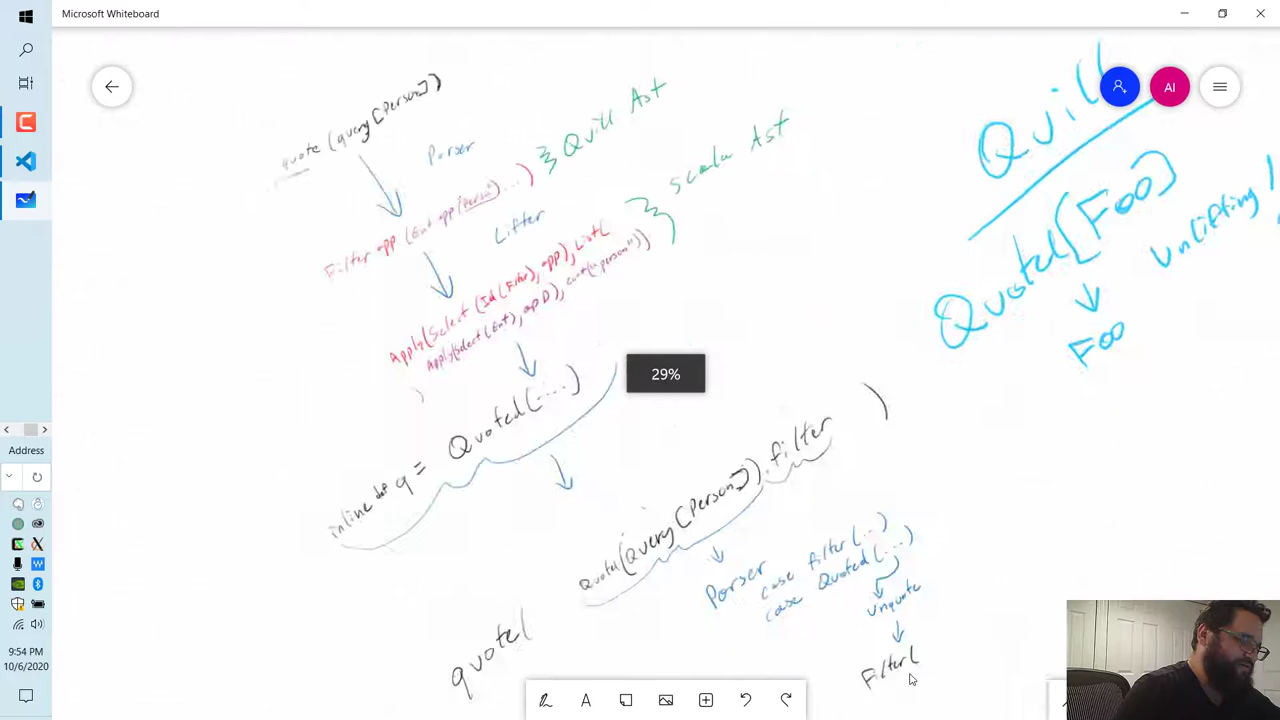 Microsoft Whiteboard
quote (query[Person])
Parser
Quill Ast
Filter app (Ent app(Person) ...)
Scala Ast
Lifter
Apply(Select (Id(Filter), app), List(
Apply(Select(Ent), app), const("person"))
)
inline def q = Quoted(....)
29%
Quoted(Query[Person]).filter
)
quote(
Parser
case filter(...)
case Quoted(...)
unquote
Filter(
Quill
Quoted[Foo]
Foo
Unlifting
AI
Address
9:54 PM
10/6/2020